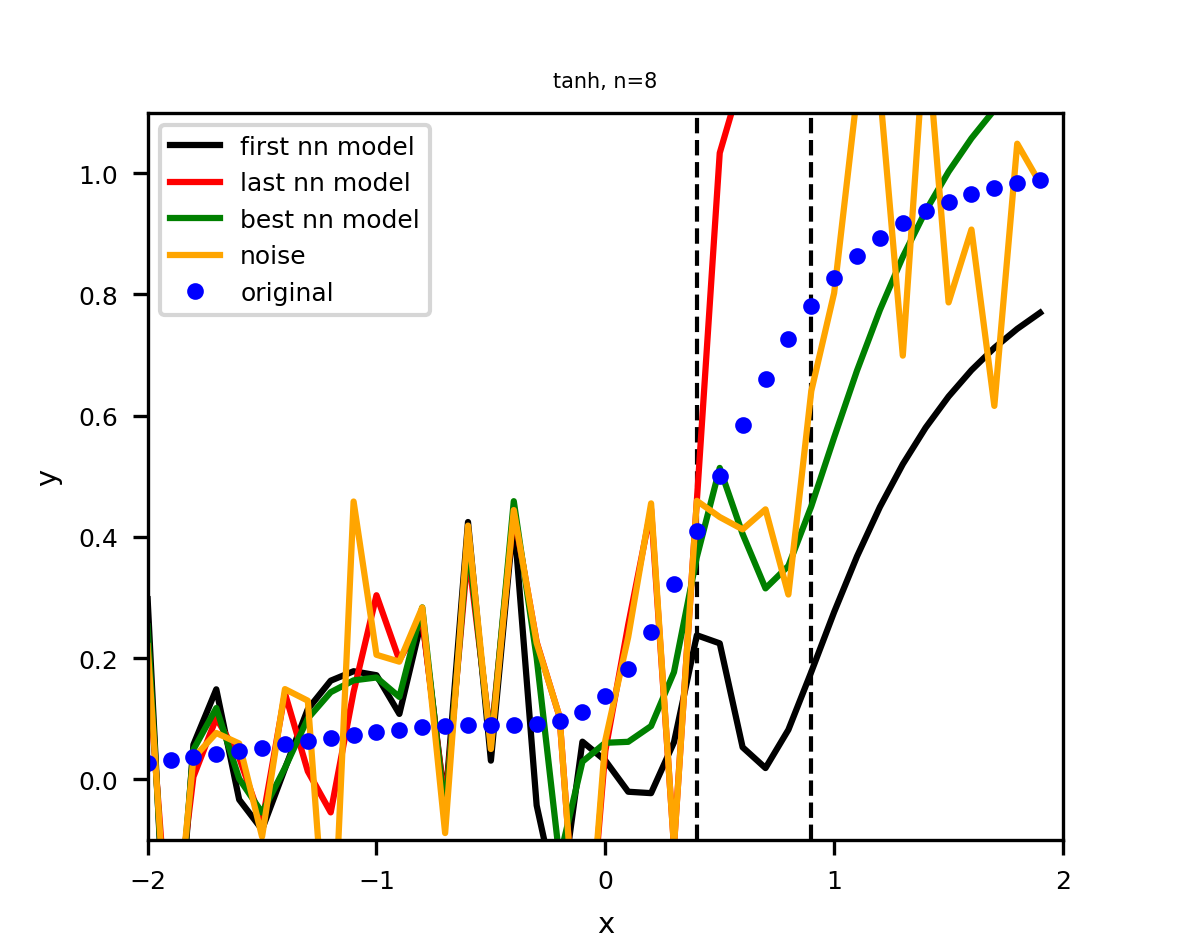 tanh, n=8
first nn model
last nn model
best nn model
noise
original
1.0
0.8
0.6
0.4
0.2
0.0
y
−2
−1
0
1
2
x